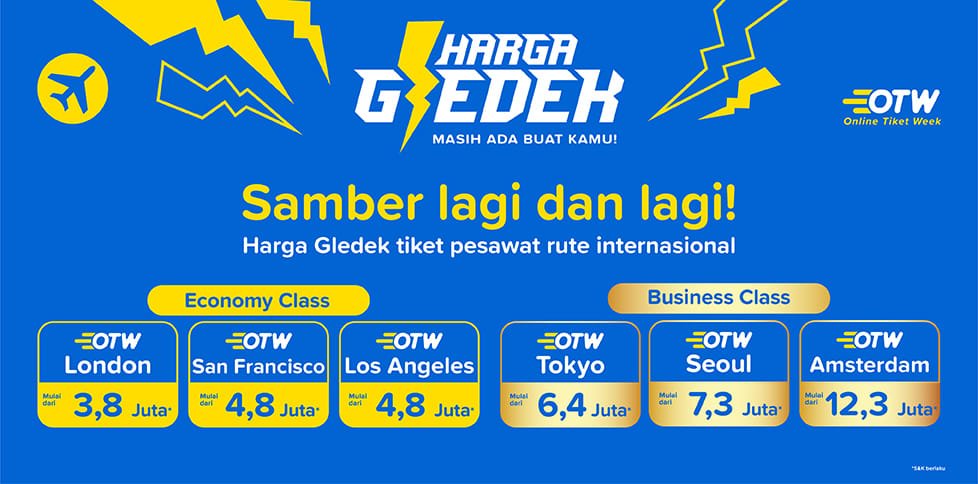 HARGA
GLEDEK
MASIH ADA BUAT KAMU!
OTW
Online Tiket Week
Samber lagi dan lagi!
Harga Gledek tiket pesawat rute internasional
Economy Class
OTW
London
Mulai dari 3,8 Juta*
OTW
San Francisco
Mulai dari 4,8 Juta*
OTW
Los Angeles
Mulai dari 4,8 Juta*
Business Class
OTW
Tokyo
Mulai dari 6,4 Juta*
OTW
Seoul
Mulai dari 7,3 Juta*
OTW
Amsterdam
Mulai dari 12,3 Juta*
*S&K berlaku